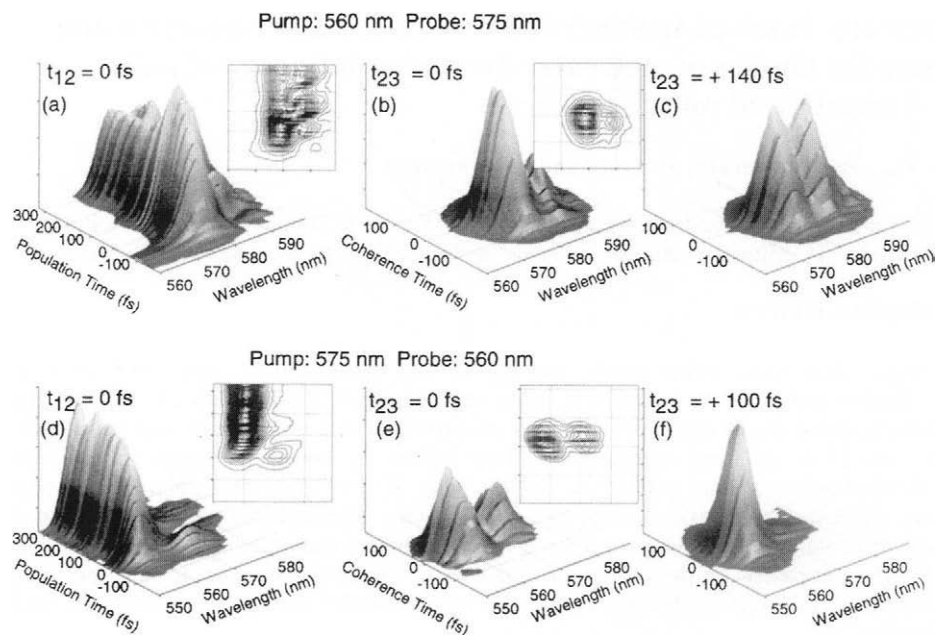 Pump: 560 nm Probe: 575 nm
t12 = 0 fs
(a)
t23 = 0 fs
(b)
t23 = + 140 fs
(c)
300
200
100
0
-100
Population Time (fs)
560
570
580
590
Wavelength (nm)
100
0
-100
Coherence Time (fs)
560
570
580
590
Wavelength (nm)
100
0
-100
560
570
580
590
Wavelength (nm)
Pump: 575 nm Probe: 560 nm
t12 = 0 fs
(d)
t23 = 0 fs
(e)
t23 = + 100 fs
(f)
300
200
100
0
-100
Population Time (fs)
550
560
570
580
Wavelength (nm)
100
0
-100
Coherence Time (fs)
550
560
570
580
Wavelength (nm)
100
0
-100
550
560
570
580
Wavelength (nm)